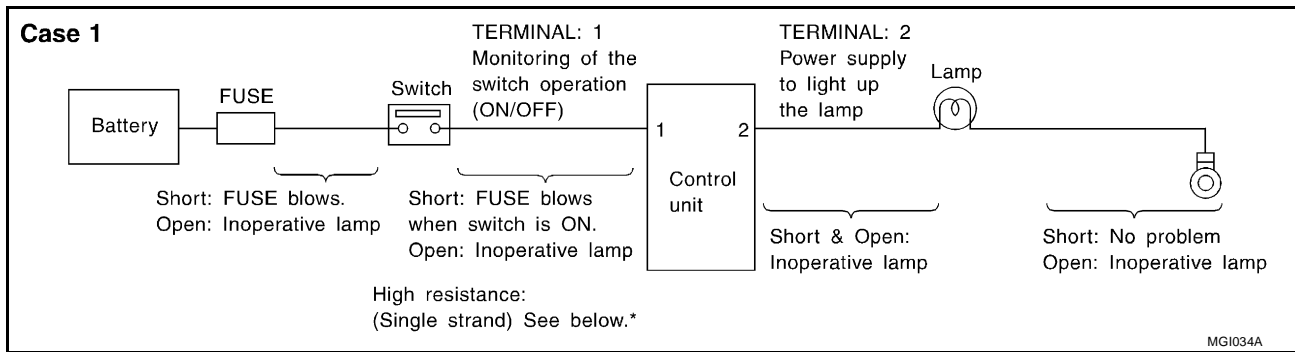 Case 1
TERMINAL: 1
Monitoring of the
switch operation
(ON/OFF)
TERMINAL: 2
Power supply
to light up
the lamp
Lamp
FUSE
Switch
Battery
1
2
Control
unit
Short: FUSE blows.
Open: Inoperative lamp
Short: FUSE blows
when switch is ON.
Open: Inoperative lamp
Short & Open:
Inoperative lamp
Short: No problem
Open: Inoperative lamp
High resistance:
(Single strand) See below.*
MGI034A